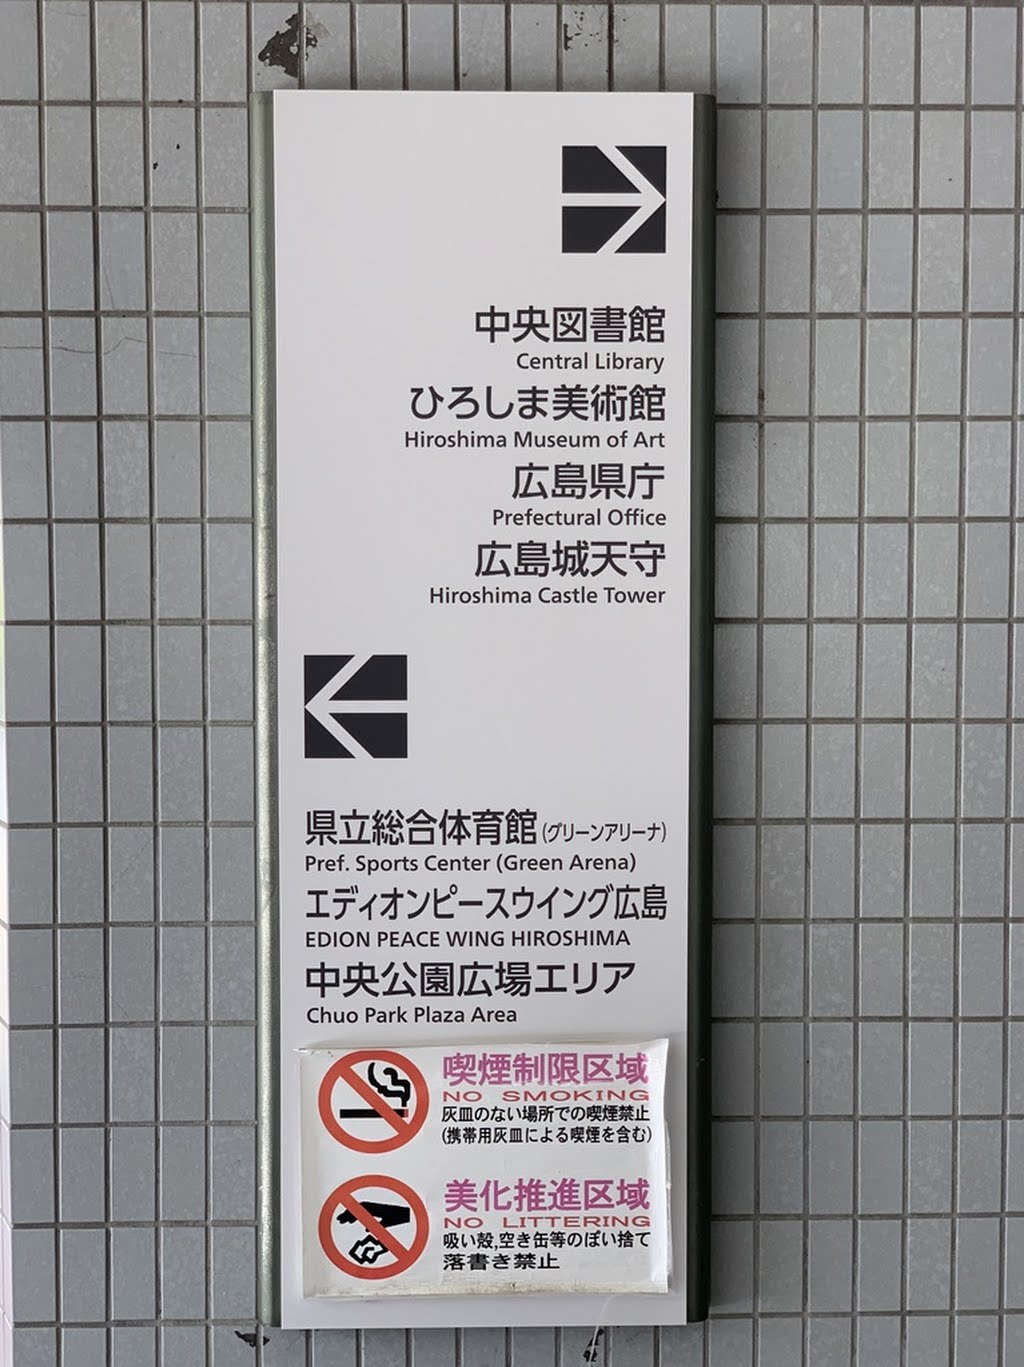 中央図書館
Central Library
ひろしま美術館
Hiroshima Museum of Art
広島県庁
Prefectural Office
広島城天守
Hiroshima Castle Tower
県立総合体育館(グリーンアリーナ)
Pref. Sports Center (Green Arena)
エディオンピースウイング広島
EDION PEACE WING HIROSHIMA
中央公園広場エリア
Chuo Park Plaza Area
喫煙制限区域
NO SMOKING
灰皿のない場所での喫煙禁止
(携帯用灰皿による喫煙を含む)
美化推進区域
NO LITTERING
吸い殻,空き缶等のぽい捨て
落書き禁止